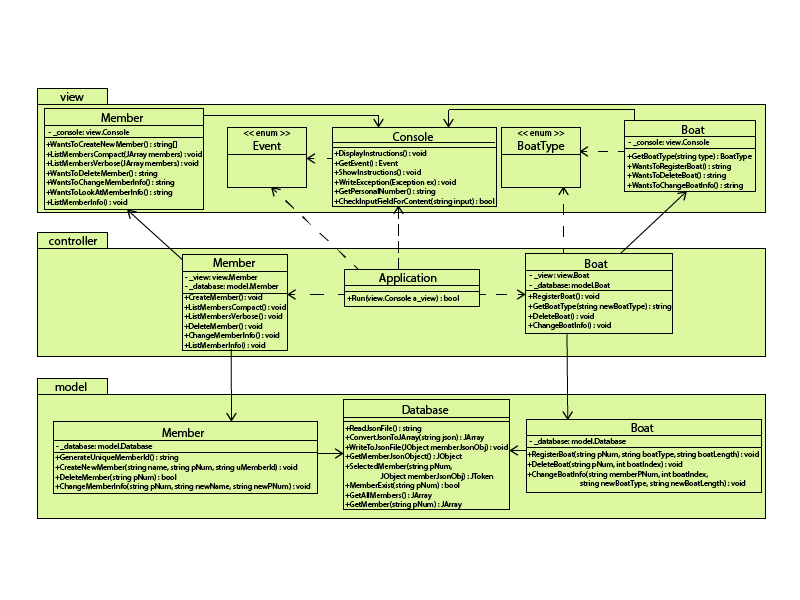 view
Member
- _console: view.Console
+WantsToCreateNewMember() : string[]
+ListMembersCompact(JArray members) : void
+ListMembersVerbose(JArray members) : void
+WantsToDeleteMember() : string
+WantsToChangeMemberInfo() : string
+WantsToLookAtMemberInfo() : string
+ListMemberInfo() : void
<< enum >>
Event
Console
+DisplayInstructions() : void
+GetEvent() : Event
+ShowInstructions() : void
+WriteException(Exception ex) : void
+GetPersonalNumber() : string
+CheckInputFieldForContent(string input) : bool
<< enum >>
BoatType
Boat
- _console: view.Console
+GetBoatType(string type) : BoatType
+WantsToRegisterBoat() : string
+WantsToDeleteBoat() : string
+WantsToChangeBoatInfo() : string
controller
Member
- _view: view.Member
- _database: model.Member
+CreateMember() : void
+ListMembersCompact() : void
+ListMembersVerbose() : void
+DeleteMember() : void
+ChangeMemberInfo() : void
+ListMemberInfo() : void
Application
+Run(view.Console a_view) : bool
Boat
- _view: view.Boat
- _database: model.Boat
+RegisterBoat() : void
+GetBoatType(string newBoatType) : string
+DeleteBoat() : void
+ChangeBoatInfo() : void
model
Member
- _database: model.Database
+GenerateUniqueMemberId() : string
+CreateNewMember(string name, string pNum, string uMemberId) : void
+DeleteMember(string pNum) : bool
+ChangeMemberInfo(string pNum, string newName, string newPNum) : void
Database
+ReadJsonFile() : string
+ConvertJsonToJArray(string json) : JArray
+WriteToJsonFile(JObject memberJsonObj) : void
+GetMemberJsonObject() : JObject
+SelectedMember(string pNum,
JObject memberJsonObj) : JToken
+MemberExist(string pNum) : bool
+GetAllMembers() : JArray
+GetMember(string pNum) : JArray
Boat
- _database: model.Database
+RegisterBoat(string pNum, string boatType, string boatLength) : void
+DeleteBoat(string pNum, int boatIndex) : void
+ChangeBoatInfo(string memberPNum, int boatIndex,
string newBoatType, string newBoatLength) : void